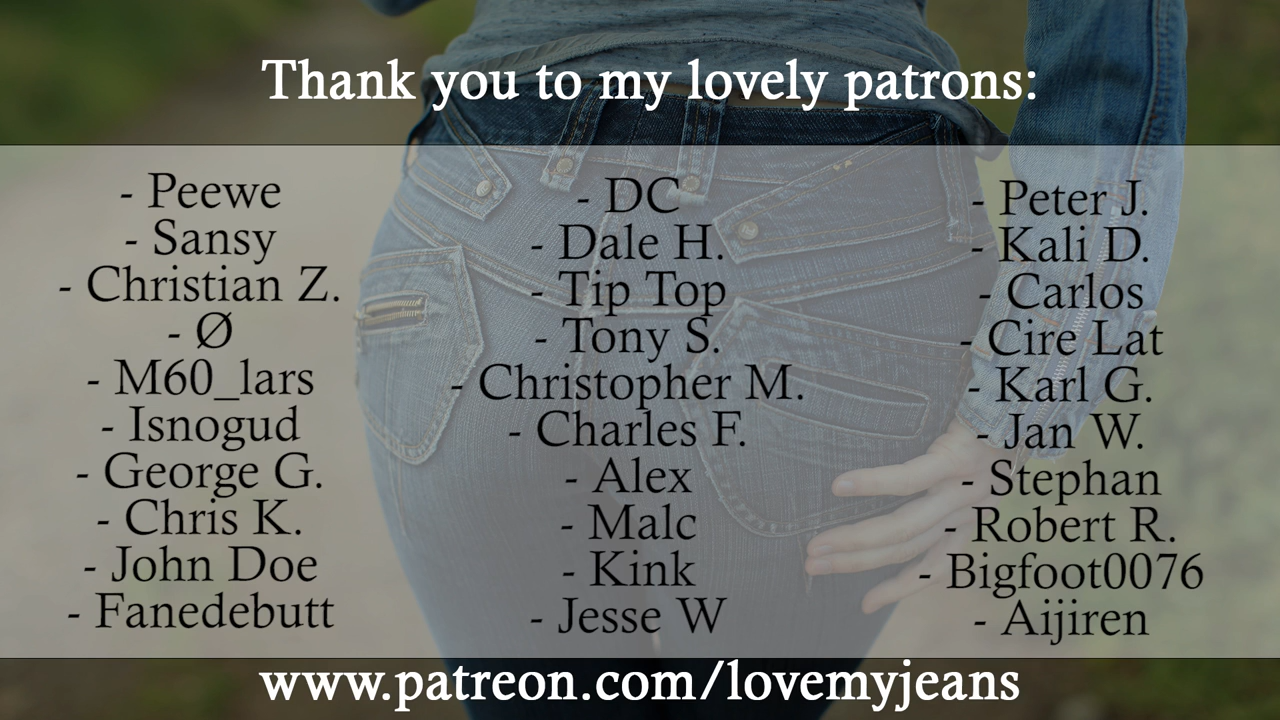 Thank you to my lovely patrons:
- Peewe
- Sansy
- Christian Z.
- Ø
- M60_lars
- Isnogud
- George G.
- Chris K.
- John Doe
- Fanedebutt
- DC
- Dale H.
- Tip Top
- Tony S.
- Christopher M.
- Charles F.
- Alex
- Malc
- Kink
- Jesse W
- Peter J.
- Kali D.
- Carlos
- Cire Lat
- Karl G.
- Jan W.
- Stephan
- Robert R.
- Bigfoot0076
- Aijiren
www.patreon.com/lovemyjeans